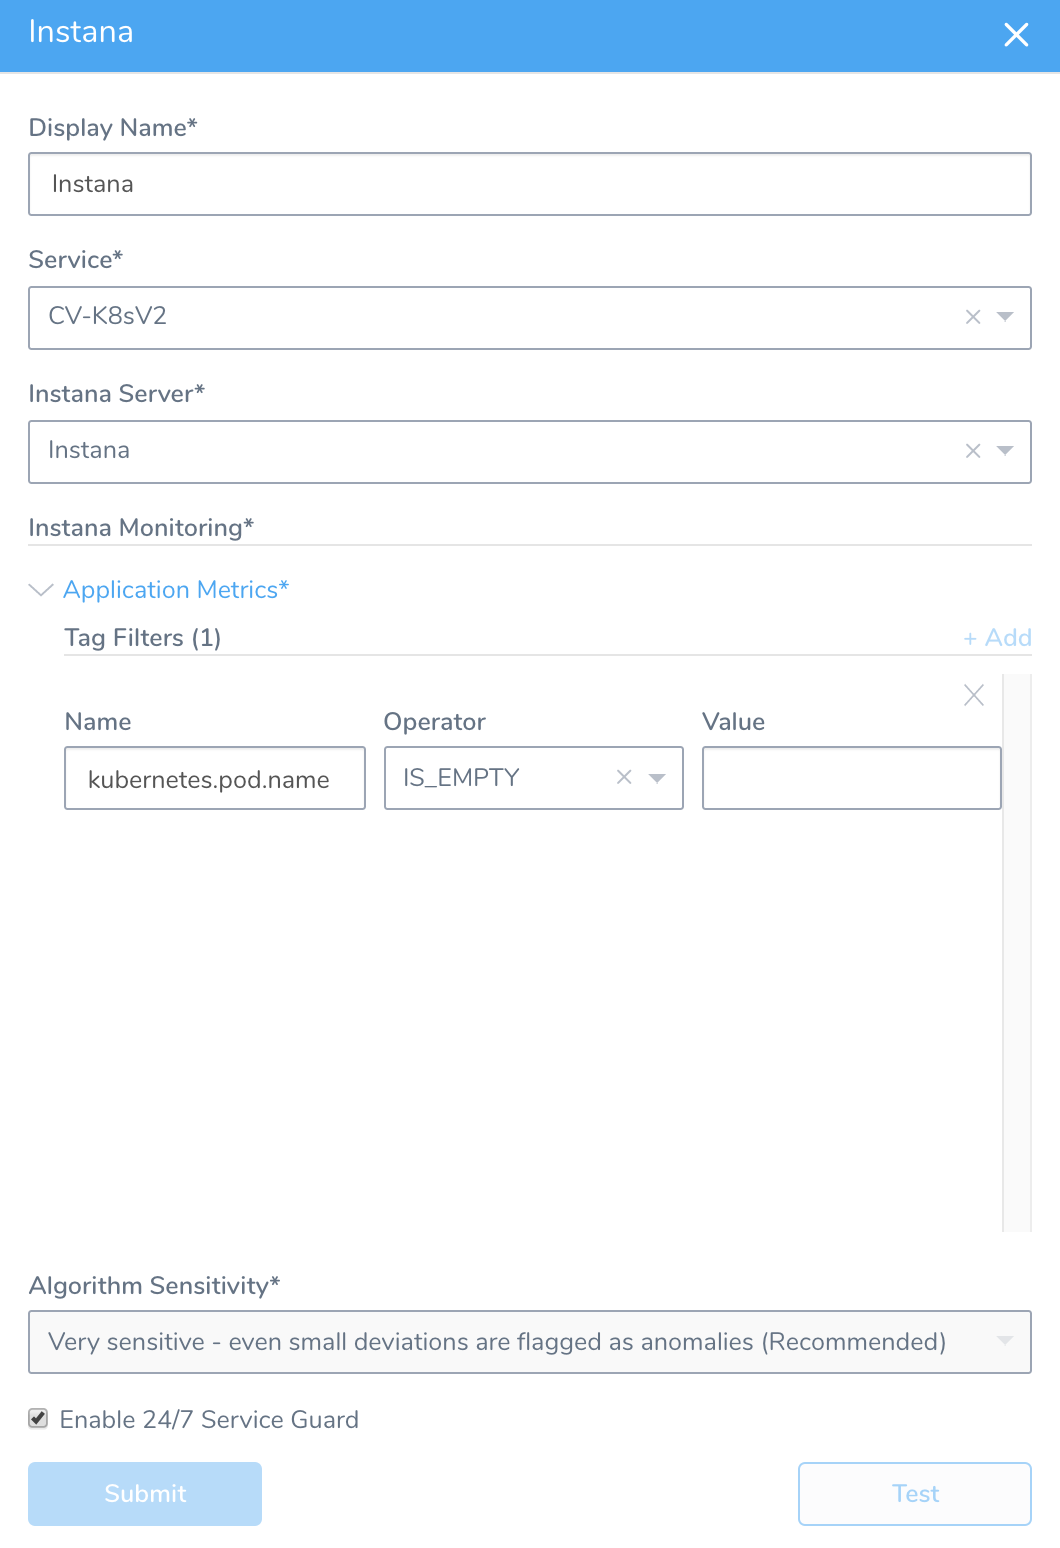 Instana
Display Name*
Instana
Service*
CV-K8sV2
Instana Server*
Instana
Instana Monitoring*
Application Metrics*
Tag Filters (1) + Add
Name Operator Value
kubernetes.pod.name IS_EMPTY
Algorithm Sensitivity*
Very sensitive - even small deviations are flagged as anomalies (Recommended)
Enable 24/7 Service Guard
Submit Test